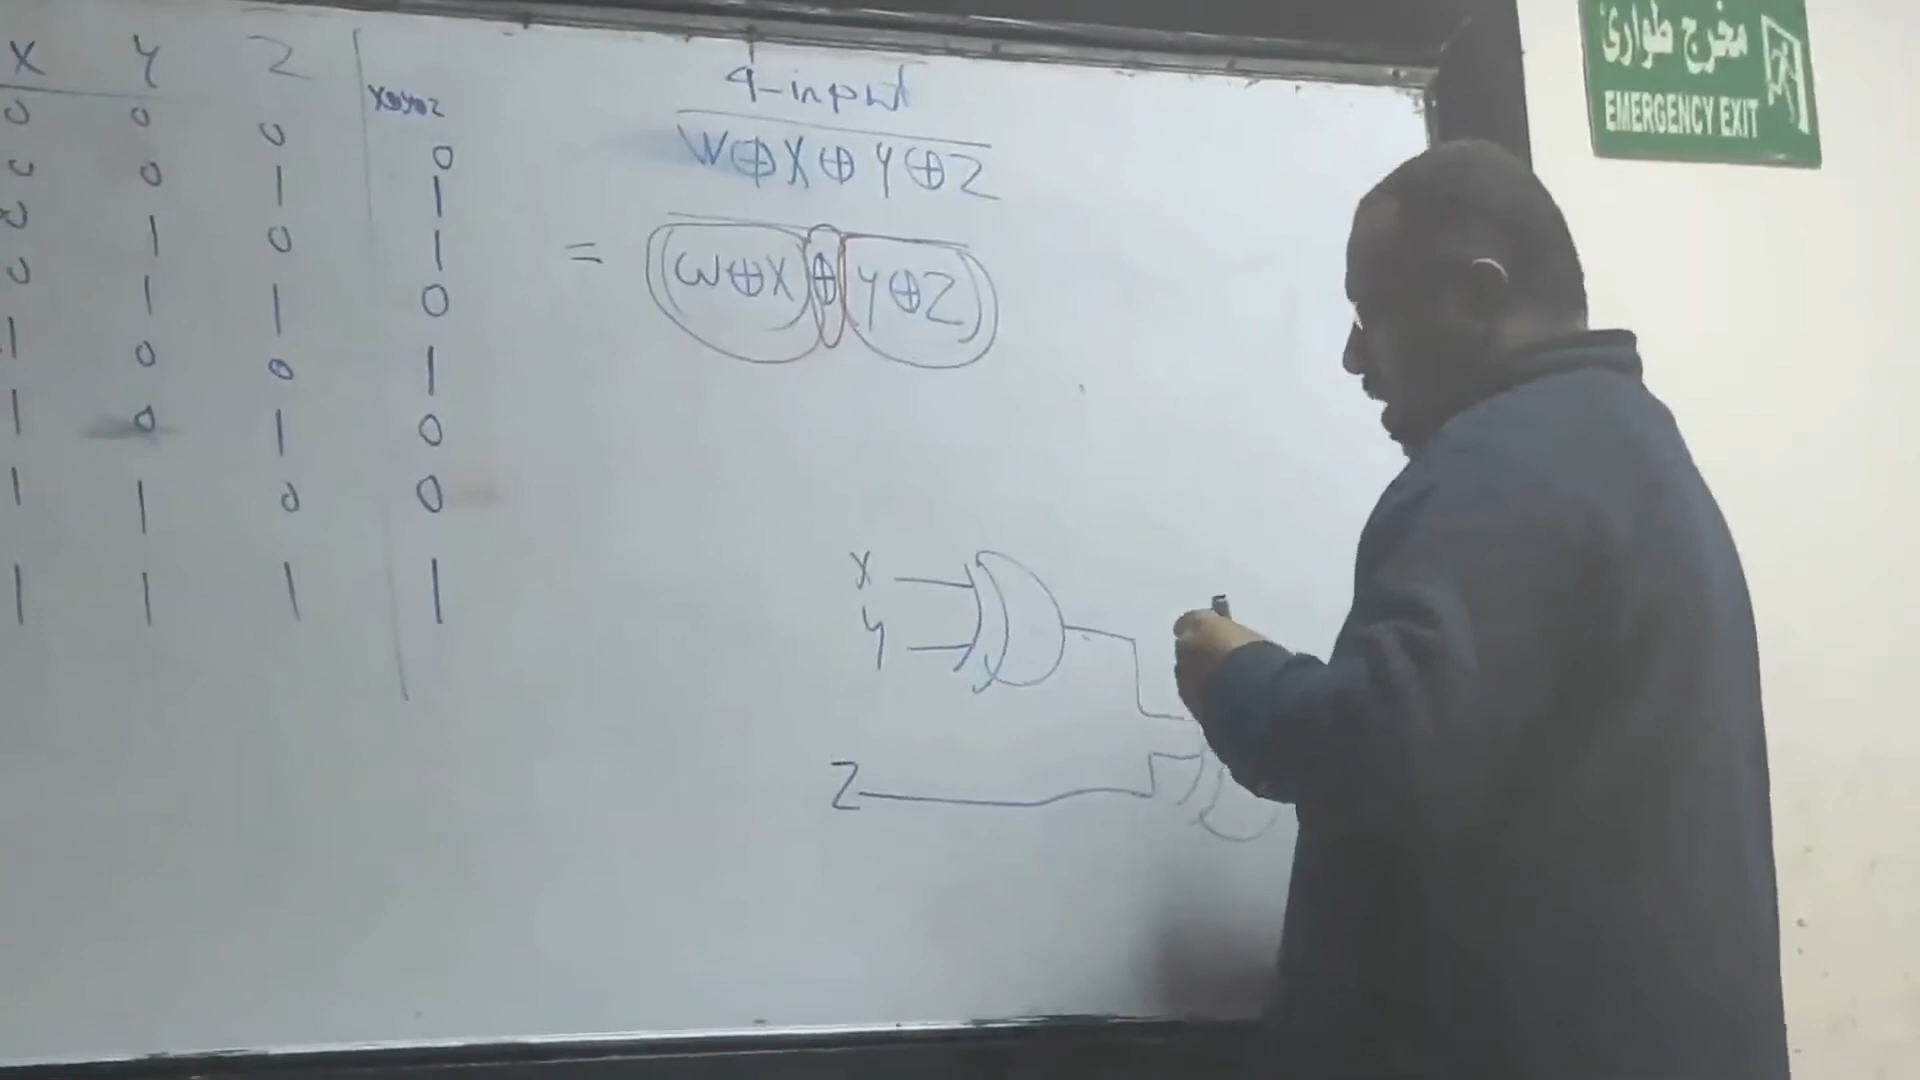 X Y Z X⊕Y⊕Z
0 0 0 0
0 0 1 1
0 1 0 1
0 1 1 0
1 0 0 1
1 0 1 0
1 1 0 0
1 1 1 1
4-input
W⊕X⊕Y⊕Z
= (W⊕X)⊕(Y⊕Z)
X
Y
Z
مخرج طوارئ
EMERGENCY EXIT